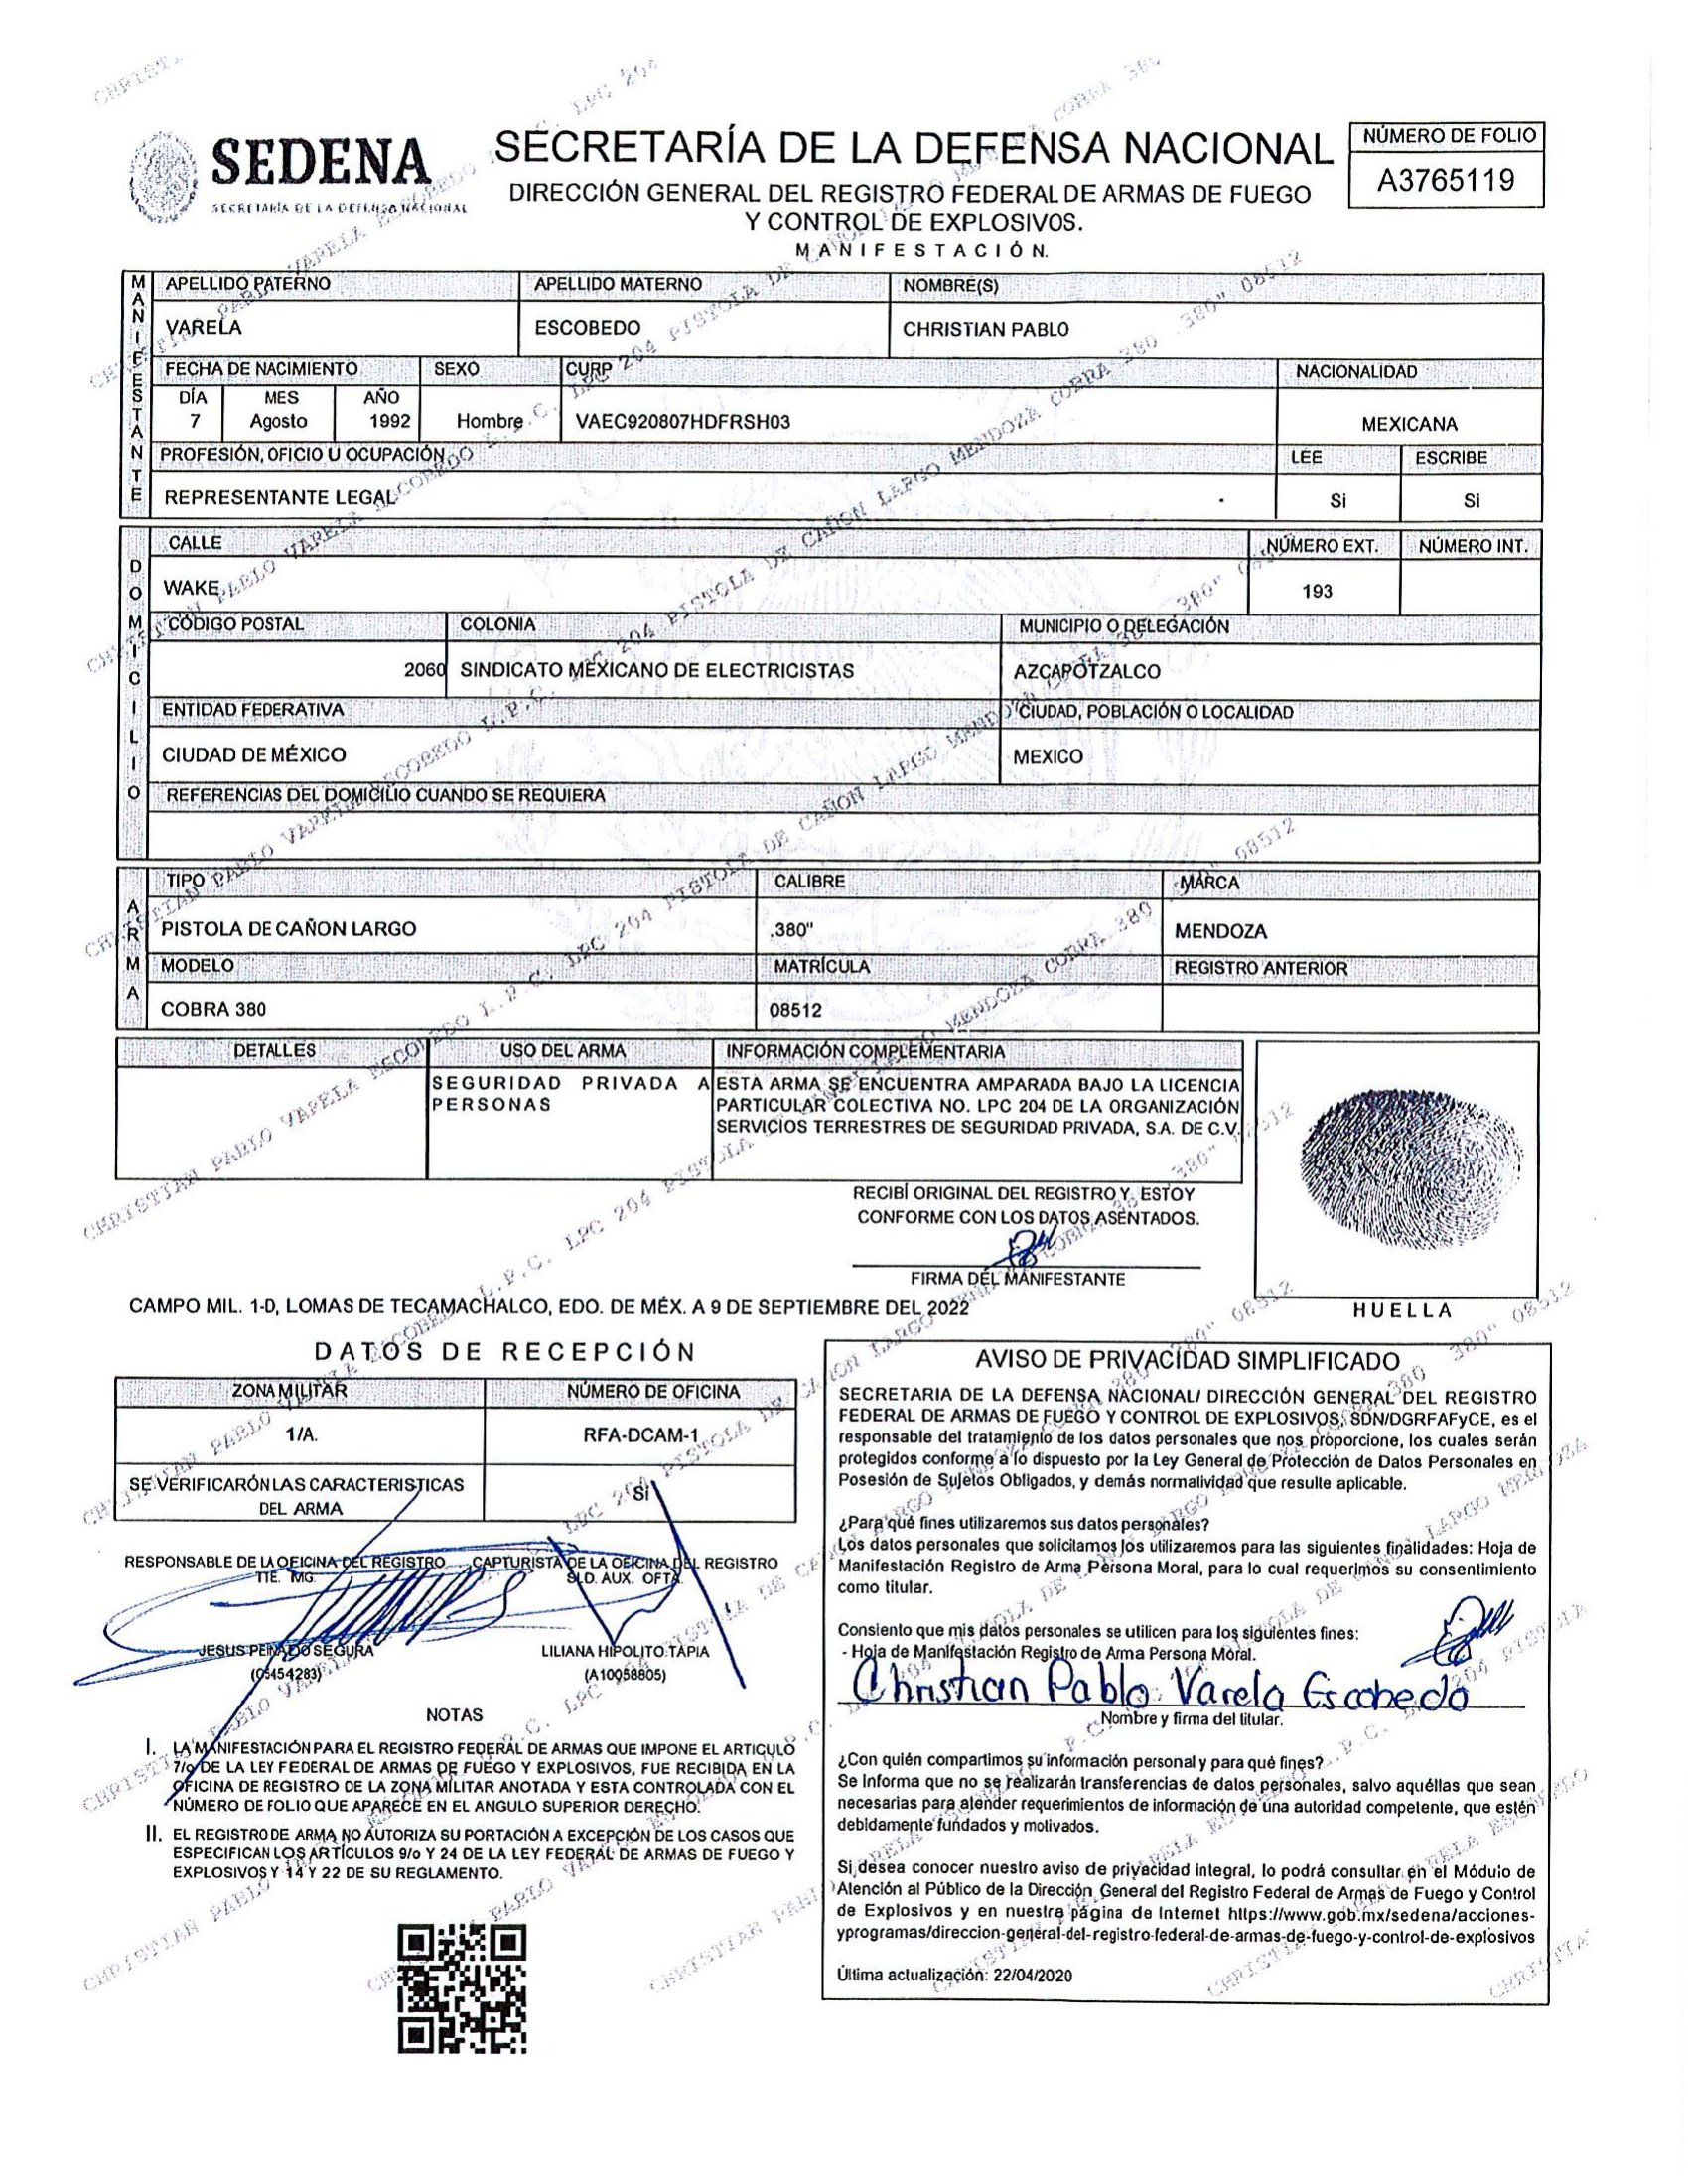 SEDENA
SECRETARÍA DE LA DEFENSA NACIONAL
SECRETARÍA DE LA DEFENSA NACIONAL
DIRECCIÓN GENERAL DEL REGISTRO FEDERAL DE ARMAS DE FUEGO
Y CONTROL DE EXPLOSIVOS.
MANIFESTACIÓN.
NÚMERO DE FOLIO
A3765119
MANIFESTANTE
APELLIDO PATERNO APELLIDO MATERNO NOMBRE(S)
VARELA ESCOBEDO CHRISTIAN PABLO
FECHA DE NACIMIENTO SEXO CURP NACIONALIDAD
DÍA MES AÑO
7 Agosto 1992 Hombre VAEC920807HDFRSH03 MEXICANA
PROFESIÓN, OFICIO U OCUPACIÓN LEE ESCRIBE
REPRESENTANTE LEGAL Si Si
DOMICILIO
CALLE NÚMERO EXT. NÚMERO INT.
WAKE 193
CÓDIGO POSTAL COLONIA MUNICIPIO O DELEGACIÓN
2060 SINDICATO MEXICANO DE ELECTRICISTAS AZCAPOTZALCO
ENTIDAD FEDERATIVA CIUDAD, POBLACIÓN O LOCALIDAD
CIUDAD DE MÉXICO MEXICO
REFERENCIAS DEL DOMICILIO CUANDO SE REQUIERA
ARMA
TIPO CALIBRE MARCA
PISTOLA DE CAÑON LARGO .380" MENDOZA
MODELO MATRÍCULA REGISTRO ANTERIOR
COBRA 380 08512
DETALLES USO DEL ARMA INFORMACIÓN COMPLEMENTARIA
SEGURIDAD PRIVADA A PERSONAS
ESTA ARMA SE ENCUENTRA AMPARADA BAJO LA LICENCIA
PARTICULAR COLECTIVA NO. LPC 204 DE LA ORGANIZACIÓN
SERVICIOS TERRESTRES DE SEGURIDAD PRIVADA, S.A. DE C.V.
RECIBÍ ORIGINAL DEL REGISTRO Y ESTOY
CONFORME CON LOS DATOS ASENTADOS.
FIRMA DEL MANIFESTANTE
HUELLA
CAMPO MIL. 1-D, LOMAS DE TECAMACHALCO, EDO. DE MÉX. A 9 DE SEPTIEMBRE DEL 2022
DATOS DE RECEPCIÓN
ZONA MILITAR NÚMERO DE OFICINA
1/A. RFA-DCAM-1
SE VERIFICARÓN LAS CARACTERISTICAS
DEL ARMA
Si
RESPONSABLE DE LA OFICINA DEL REGISTRO CAPTURISTA DE LA OFICINA DEL REGISTRO
TTE. MG. SLD. AUX. OFTA.
JESUS PEINADO SEGURA LILIANA HIPOLITO TAPIA
(C5454283) (A10058805)
NOTAS
I. LA MANIFESTACIÓN PARA EL REGISTRO FEDERAL DE ARMAS QUE IMPONE EL ARTICULO
7/o DE LA LEY FEDERAL DE ARMAS DE FUEGO Y EXPLOSIVOS, FUE RECIBIDA EN LA
OFICINA DE REGISTRO DE LA ZONA MILITAR ANOTADA Y ESTA CONTROLADA CON EL
NÚMERO DE FOLIO QUE APARECE EN EL ANGULO SUPERIOR DERECHO.
II. EL REGISTRO DE ARMA NO AUTORIZA SU PORTACIÓN A EXCEPCIÓN DE LOS CASOS QUE
ESPECIFICAN LOS ARTÍCULOS 9/o Y 24 DE LA LEY FEDERAL DE ARMAS DE FUEGO Y
EXPLOSIVOS Y 14 Y 22 DE SU REGLAMENTO.
AVISO DE PRIVACIDAD SIMPLIFICADO
SECRETARIA DE LA DEFENSA NACIONAL/ DIRECCIÓN GENERAL DEL REGISTRO
FEDERAL DE ARMAS DE FUEGO Y CONTROL DE EXPLOSIVOS, SDN/DGRFAFyCE, es el
responsable del tratamiento de los datos personales que nos proporcione, los cuales serán
protegidos conforme a lo dispuesto por la Ley General de Protección de Datos Personales en
Posesión de Sujetos Obligados, y demás normalividad que resulte aplicable.
¿Para qué fines utilizaremos sus datos personales?
Los datos personales que solicitamos los utilizaremos para las siguientes finalidades: Hoja de
Manifestación Registro de Arma Persona Moral, para lo cual requerimos su consentimiento
como titular.
Consiento que mis datos personales se utilicen para los siguientes fines:
- Hoja de Manifestación Registro de Arma Persona Moral.
Christian Pablo Varela Escobedo
Nombre y firma del titular.
¿Con quién compartimos su información personal y para qué fines?
Se informa que no se realizarán transferencias de datos personales, salvo aquéllas que sean
necesarias para atender requerimientos de información de una autoridad competente, que estén
debidamente fundados y molivados.
Si desea conocer nuestro aviso de privacidad integral, lo podrá consultar en el Módulo de
Atención al Público de la Dirección General del Registro Federal de Armas de Fuego y Control
de Explosivos y en nuestra página de Internet https://www.gob.mx/sedena/acciones-
yprogramas/direccion-general-del-registro-federal-de-armas-de-fuego-y-control-de-explosivos
Última actualización: 22/04/2020